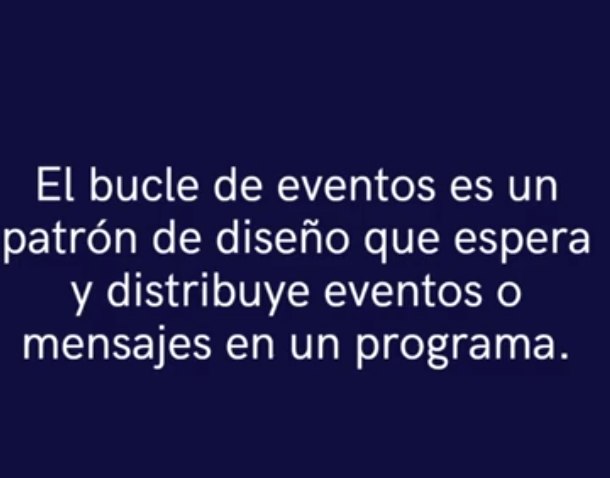 El bucle de eventos es un
patrón de diseño que espera
y distribuye eventos o
mensajes en un programa.